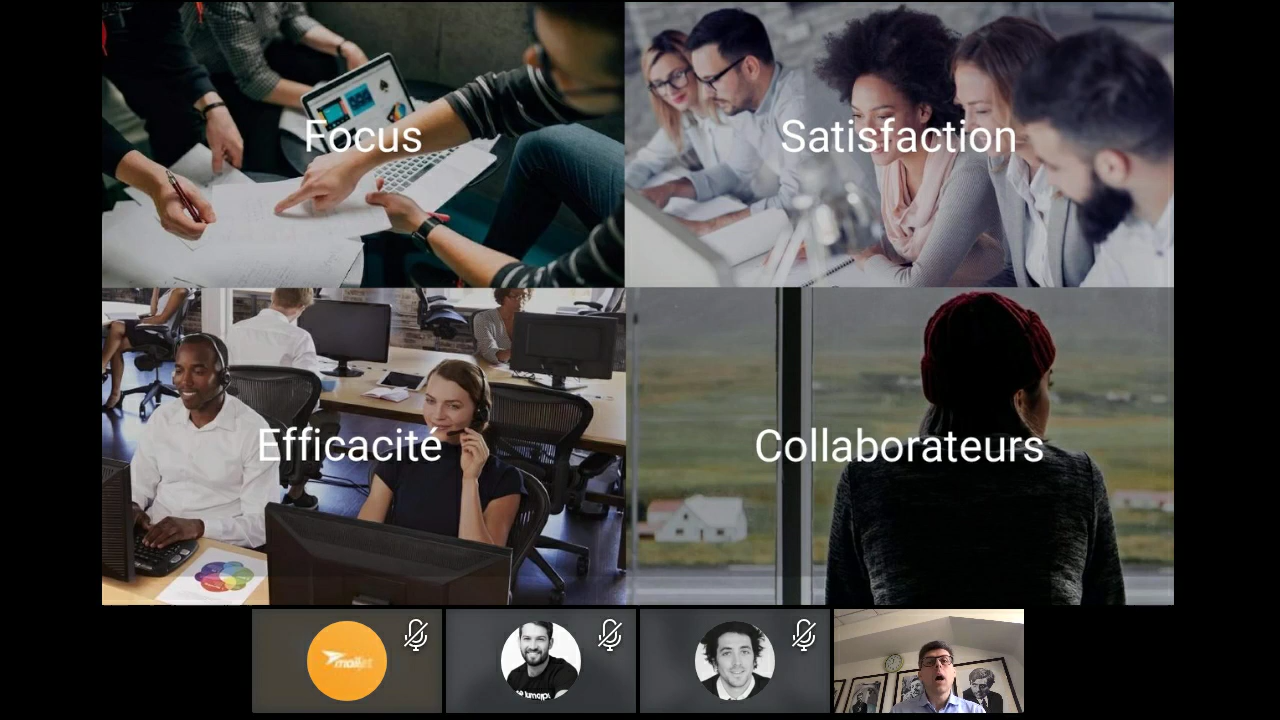 Focus
Satisfaction
Efficacité
Collaborateurs
mailjet